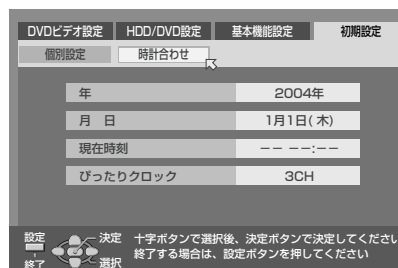 DVDビデオ設定 HDD/DVD設定 基本機能設定 初期設定
個別設定 時計合わせ
年 2004年
月 日 1月1日(木)
現在時刻 －－ －－:－－
ぴったりクロック 3CH
設定 決定 十字ボタンで選択後、決定ボタンで決定してください
終了 選択 終了する場合は、設定ボタンを押してください